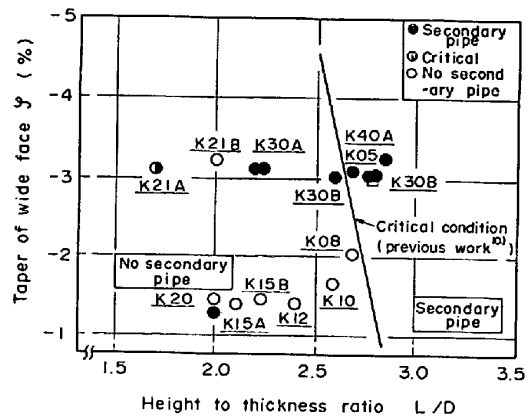 Taper of wide face 𝒴 (%)
-5
-4
-3
-2
-1
Secondary
pipe
Critical
No second
-ary pipe
K21B
K30A
K40A
K05
K21A
K30B
K30B
Critical condition
(previous work¹⁰⁾)
K08
No secondary
pipe
K15B
K20
K10
K15A
K12
Secondary
pipe
1.5
2.0
2.5
3.0
3.5
Height to thickness ratio L/D